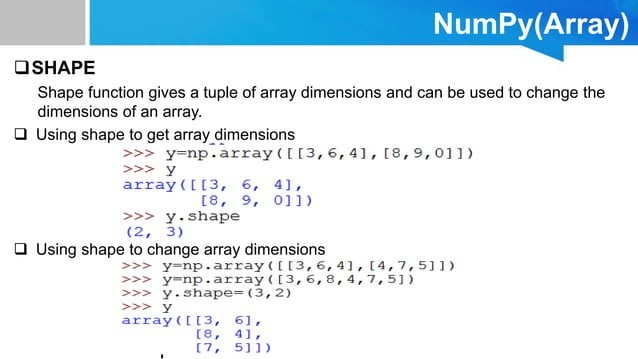 NumPy(Array)
❑SHAPE
Shape function gives a tuple of array dimensions and can be used to change the
dimensions of an array.
❑ Using shape to get array dimensions
>>> y=np.array([[3,6,4],[8,9,0]])
>>> y
array([[3, 6, 4],
       [8, 9, 0]])
>>> y.shape
(2, 3)
❑ Using shape to change array dimensions
>>> y=np.array([[3,6,4],[4,7,5]])
>>> y=np.array([3,6,8,4,7,5])
>>> y.shape=(3,2)
>>> y
array([[3, 6],
       [8, 4],
       [7, 5]])